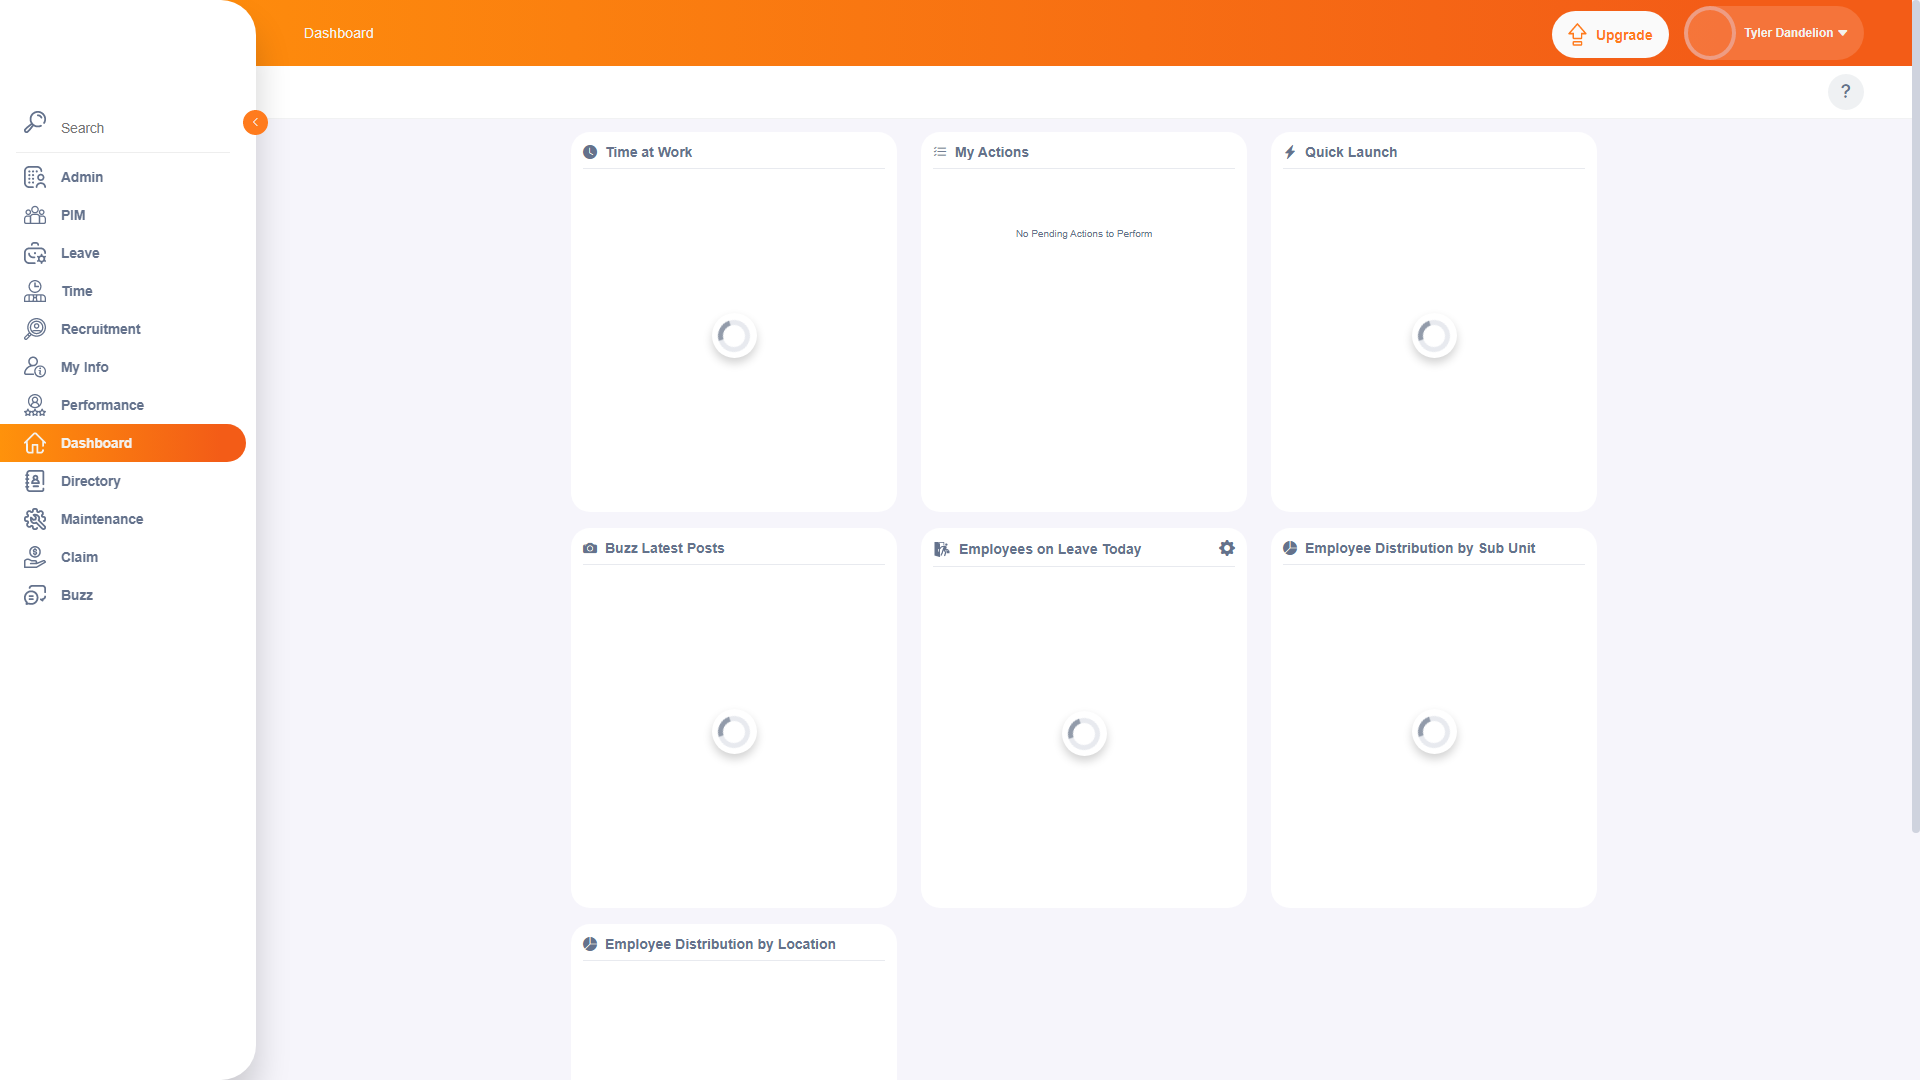 Dashboard
Upgrade
Tyler Dandelion
?
Search
Admin
PIM
Leave
Time
Recruitment
My Info
Performance
Dashboard
Directory
Maintenance
Claim
Buzz
Time at Work
My Actions
No Pending Actions to Perform
Quick Launch
Buzz Latest Posts
Employees on Leave Today
Employee Distribution by Sub Unit
Employee Distribution by Location